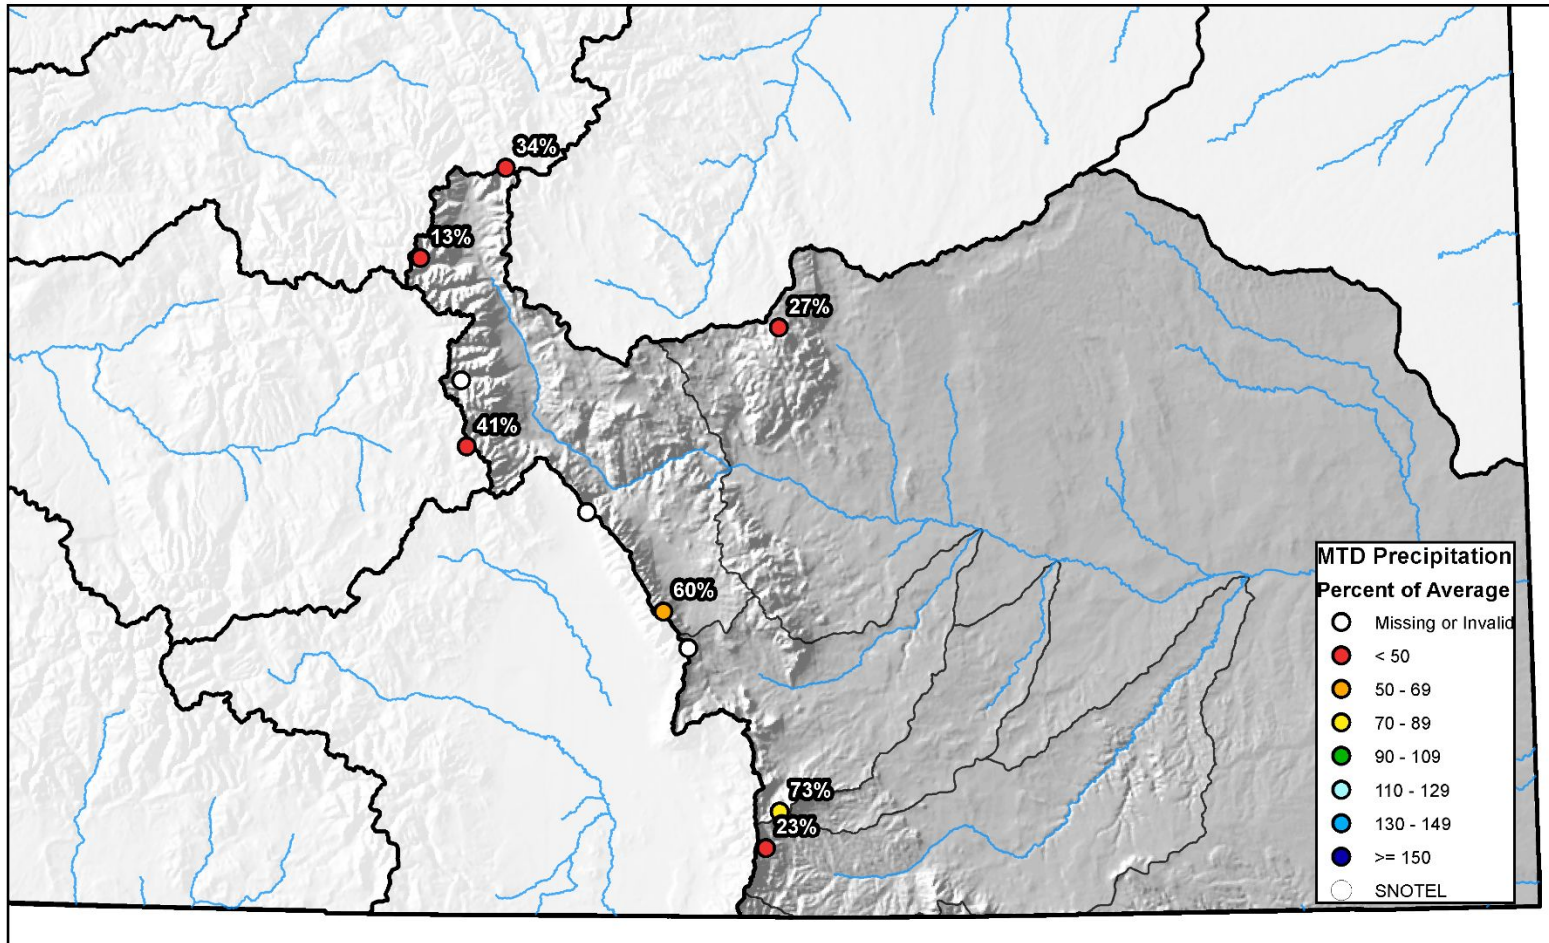 34%
13%
27%
41%
60%
73%
23%
MTD Precipitation
Percent of Average
Missing or Invalid
< 50
50 - 69
70 - 89
90 - 109
110 - 129
130 - 149
>= 150
SNOTEL